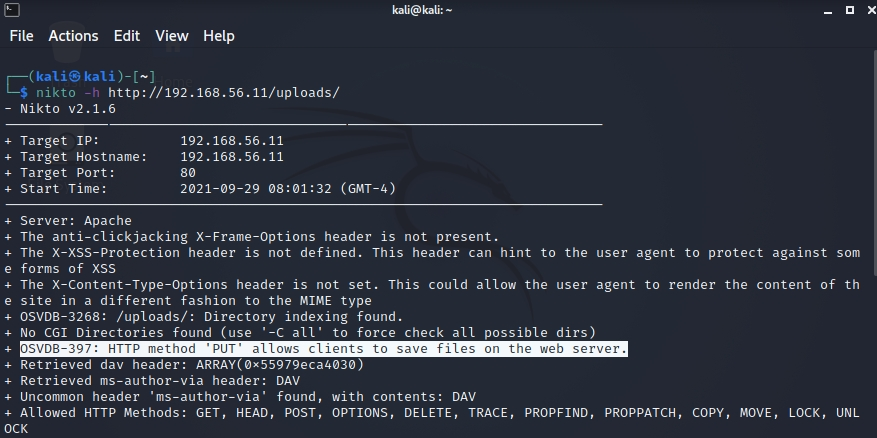 kali@kali: ~
File Actions Edit View Help
(kali㉿kali)-[~]
$ nikto -h http://192.168.56.11/uploads/
- Nikto v2.1.6
+ Target IP: 192.168.56.11
+ Target Hostname: 192.168.56.11
+ Target Port: 80
+ Start Time: 2021-09-29 08:01:32 (GMT-4)
+ Server: Apache
+ The anti-clickjacking X-Frame-Options header is not present.
+ The X-XSS-Protection header is not defined. This header can hint to the user agent to protect against som
e forms of XSS
+ The X-Content-Type-Options header is not set. This could allow the user agent to render the content of th
e site in a different fashion to the MIME type
+ OSVDB-3268: /uploads/: Directory indexing found.
+ No CGI Directories found (use '-C all' to force check all possible dirs)
+ OSVDB-397: HTTP method 'PUT' allows clients to save files on the web server.
+ Retrieved dav header: ARRAY(0x55979eca4030)
+ Retrieved ms-author-via header: DAV
+ Uncommon header 'ms-author-via' found, with contents: DAV
+ Allowed HTTP Methods: GET, HEAD, POST, OPTIONS, DELETE, TRACE, PROPFIND, PROPPATCH, COPY, MOVE, LOCK, UNL
OCK